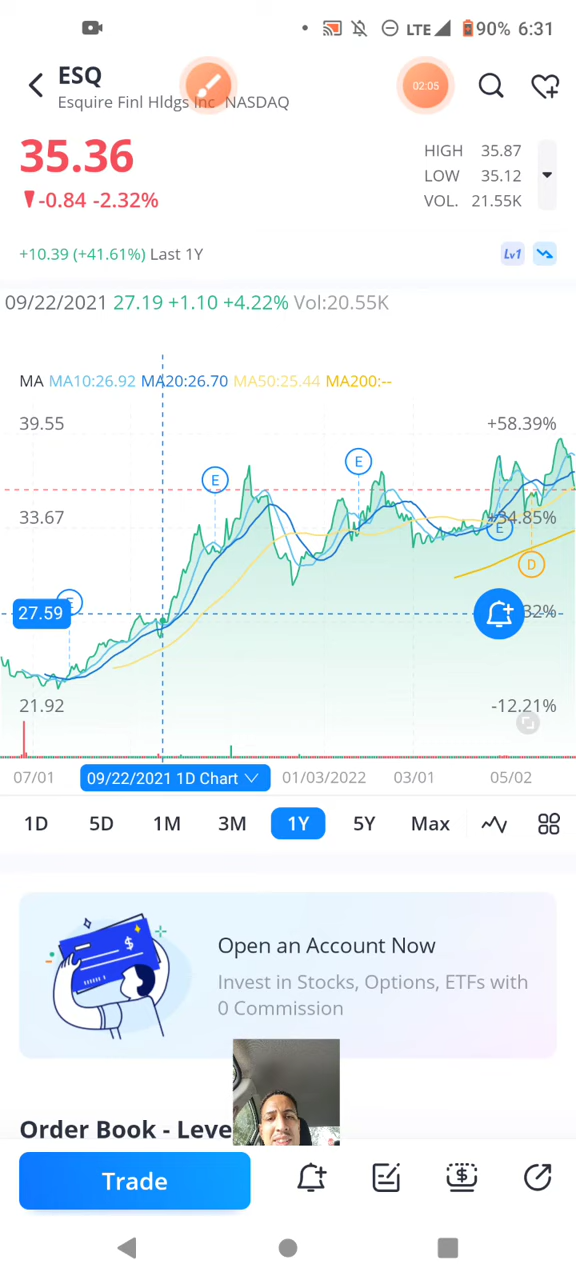 LTE 90% 6:31
ESQ
Esquire Finl Hldgs Inc NASDAQ
02:05
35.36
-0.84 -2.32%
HIGH 35.87
LOW 35.12
VOL. 21.55K
+10.39 (+41.61%) Last 1Y
Lv1
09/22/2021 27.19 +1.10 +4.22% Vol:20.55K
MA MA10:26.92 MA20:26.70 MA50:25.44 MA200:--
39.55 +58.39%
E
E
33.67 +34.85%
E
D
E
27.59 32%
21.92 -12.21%
07/01 09/22/2021 1D Chart 01/03/2022 03/01 05/02
1D 5D 1M 3M 1Y 5Y Max
Open an Account Now
Invest in Stocks, Options, ETFs with
0 Commission
Order Book - Leve
Trade